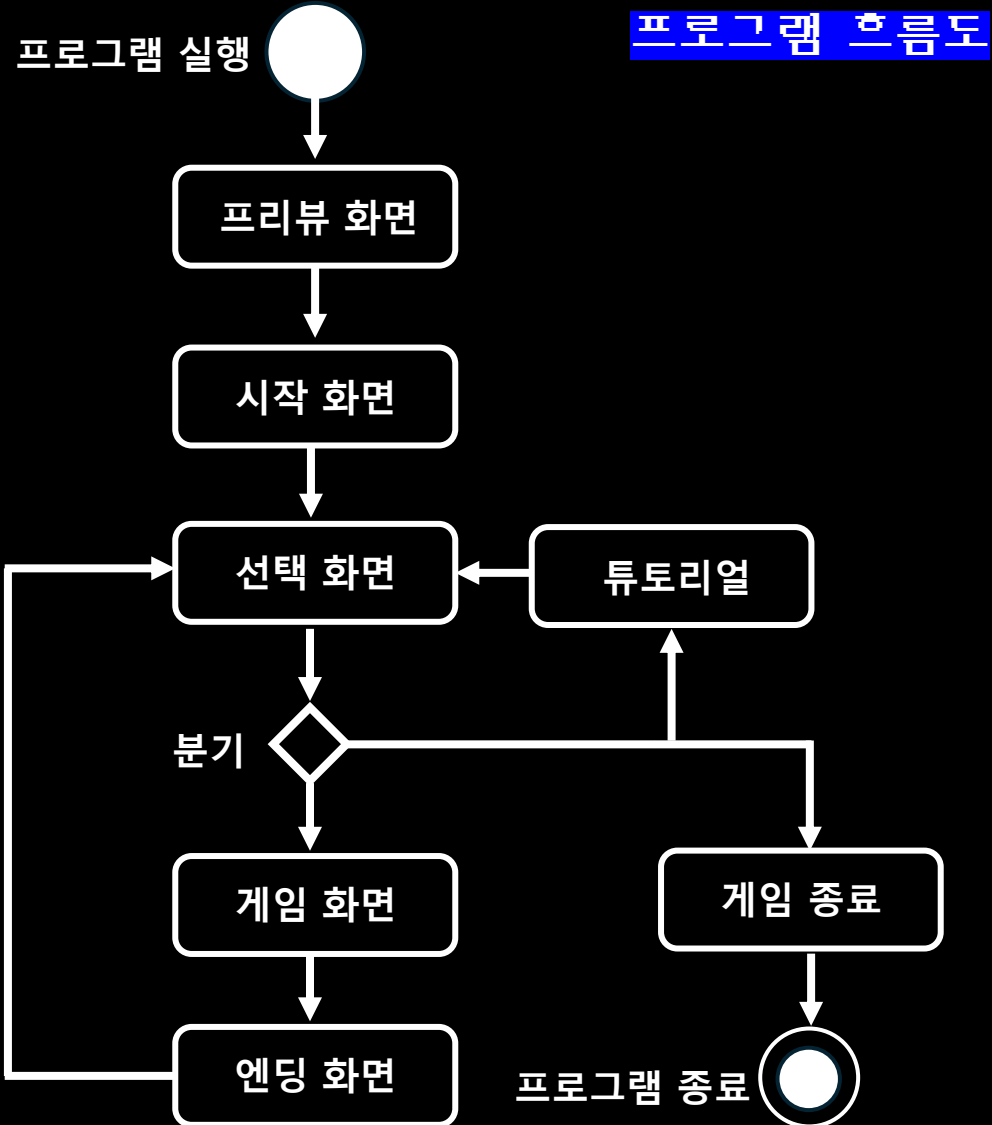 프로그램 흐름도
프로그램 실행
프리뷰 화면
시작 화면
선택 화면
튜토리얼
분기
게임 화면
게임 종료
엔딩 화면
프로그램 종료